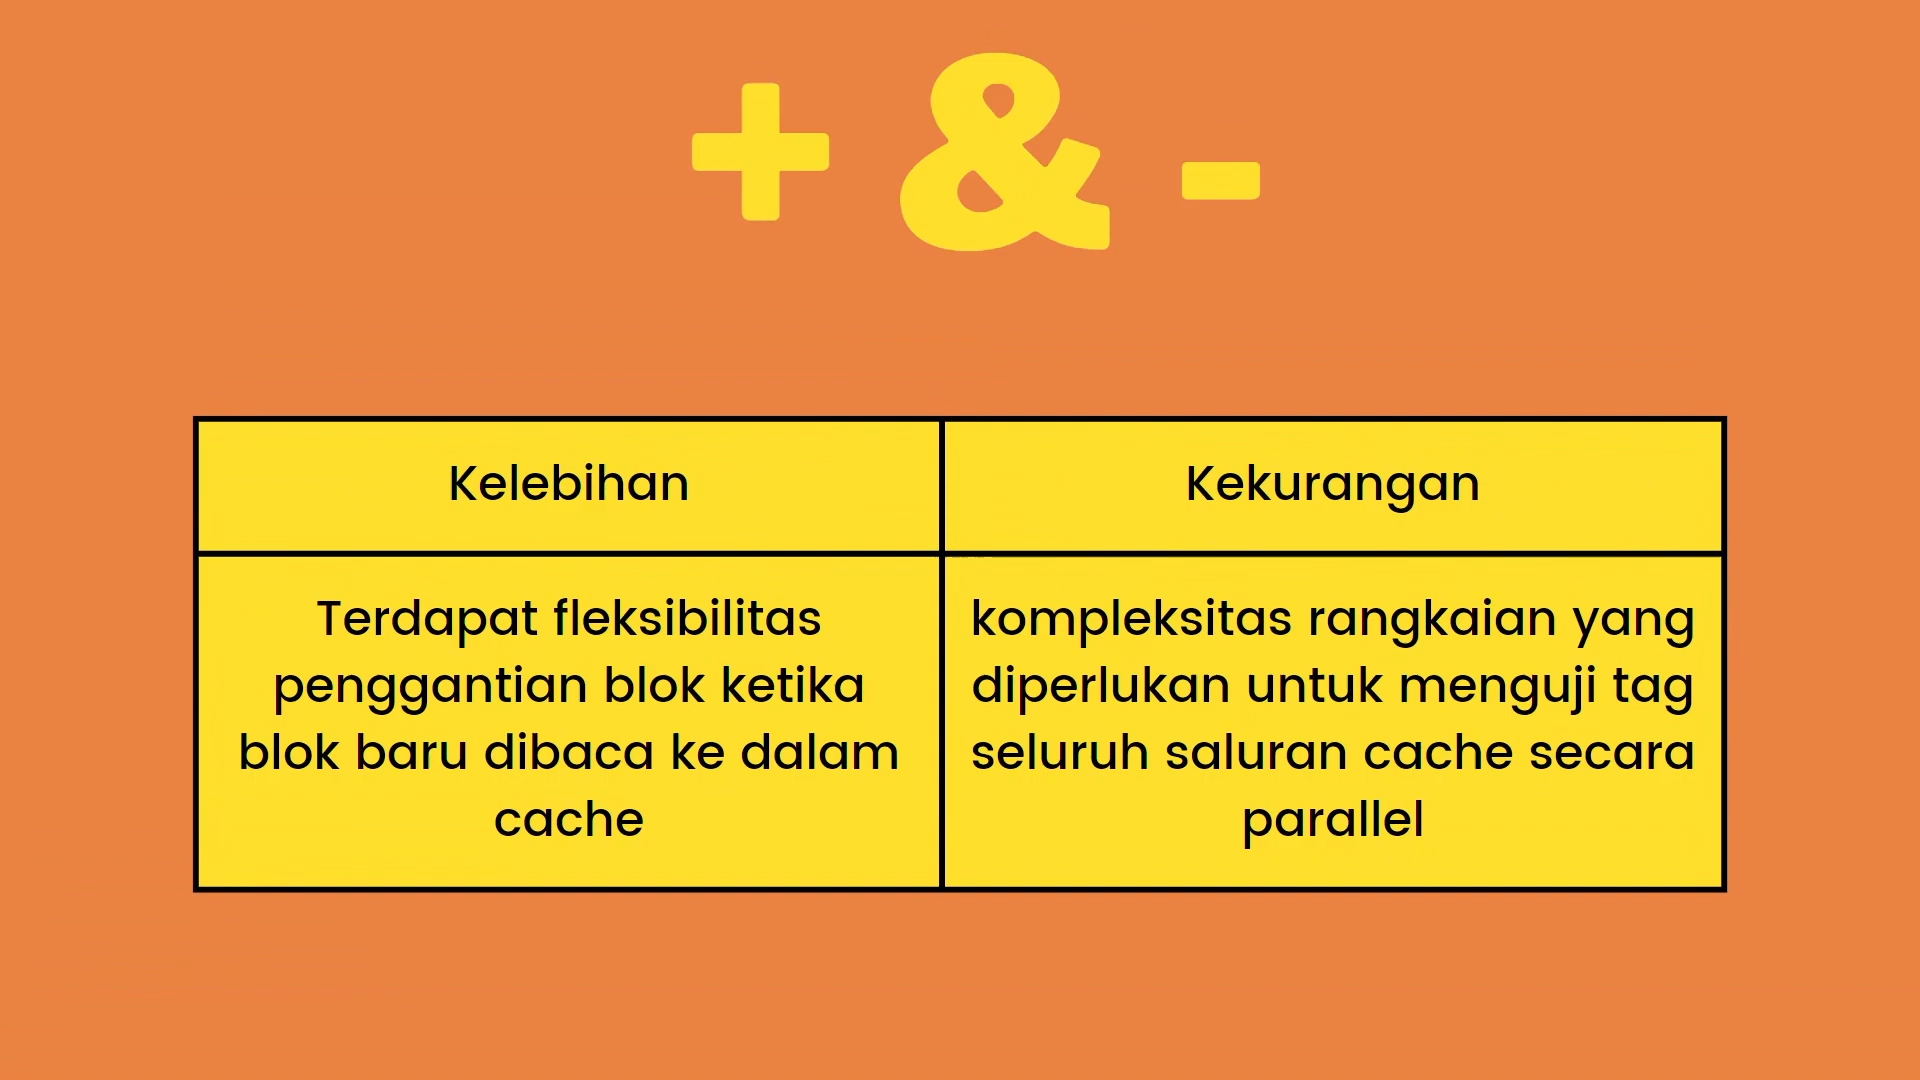 + & -
Kelebihan
Kekurangan
Terdapat fleksibilitas
penggantian blok ketika
blok baru dibaca ke dalam
cache
kompleksitas rangkaian yang
diperlukan untuk menguji tag
seluruh saluran cache secara
parallel